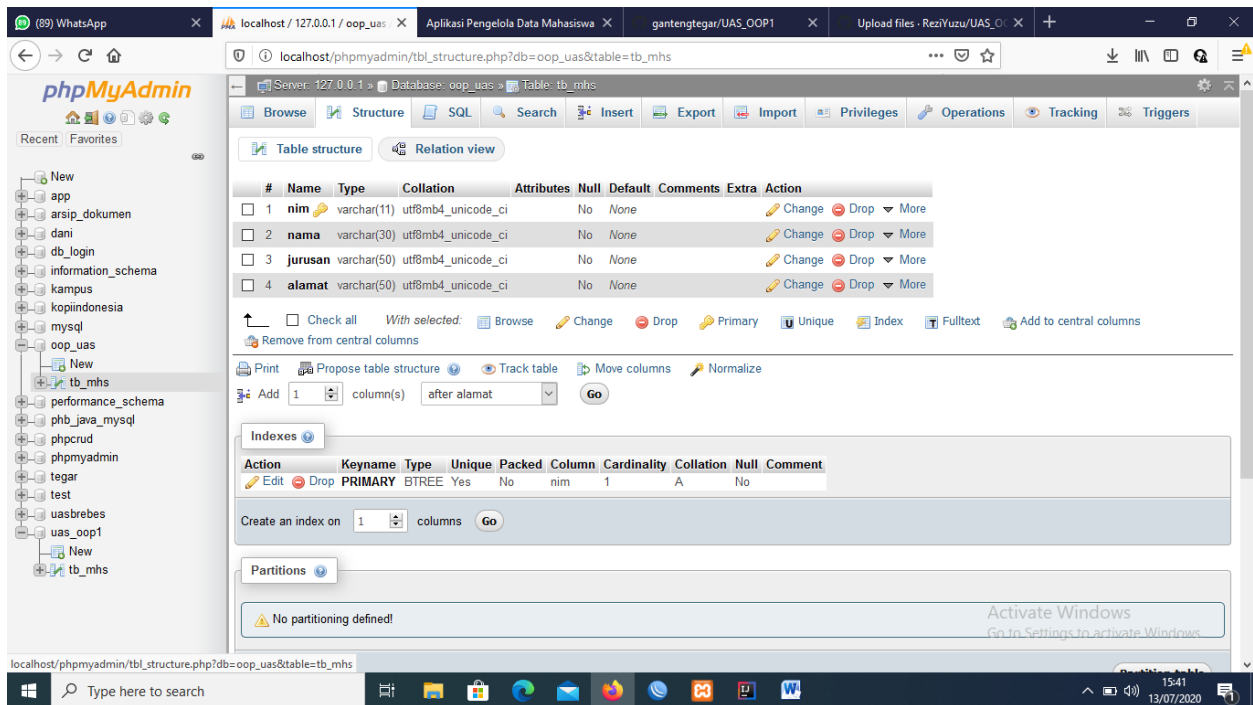 (89) WhatsApp
localhost / 127.0.0.1 / oop_uas
Aplikasi Pengelola Data Mahasiswa
gantengtegar/UAS_OOP1
Upload files · ReziYuzu/UAS_OO
localhost/phpmyadmin/tbl_structure.php?db=oop_uas&table=tb_mhs
phpMyAdmin
Recent Favorites
New
app
arsip_dokumen
dani
db_login
information_schema
kampus
kopiindonesia
mysql
oop_uas
New
tb_mhs
performance_schema
phb_java_mysql
phpcrud
phpmyadmin
tegar
test
uasbrebes
uas_oop1
New
tb_mhs
Server: 127.0.0.1 » Database: oop_uas » Table: tb_mhs
Browse Structure SQL Search Insert Export Import Privileges Operations Tracking Triggers
Table structure Relation view
# Name Type Collation Attributes Null Default Comments Extra Action
1 nim varchar(11) utf8mb4_unicode_ci No None Change Drop More
2 nama varchar(30) utf8mb4_unicode_ci No None Change Drop More
3 jurusan varchar(50) utf8mb4_unicode_ci No None Change Drop More
4 alamat varchar(50) utf8mb4_unicode_ci No None Change Drop More
Check all With selected: Browse Change Drop Primary Unique Index Fulltext Add to central columns
Remove from central columns
Print Propose table structure Track table Move columns Normalize
Add 1 column(s) after alamat Go
Indexes
Action Keyname Type Unique Packed Column Cardinality Collation Null Comment
Edit Drop PRIMARY BTREE Yes No nim 1 A No
Create an index on 1 columns Go
Partitions
No partitioning defined!
Activate Windows
Go to Settings to activate Windows.
Partition table
localhost/phpmyadmin/tbl_structure.php?db=oop_uas&table=tb_mhs
Type here to search
15:41
13/07/2020